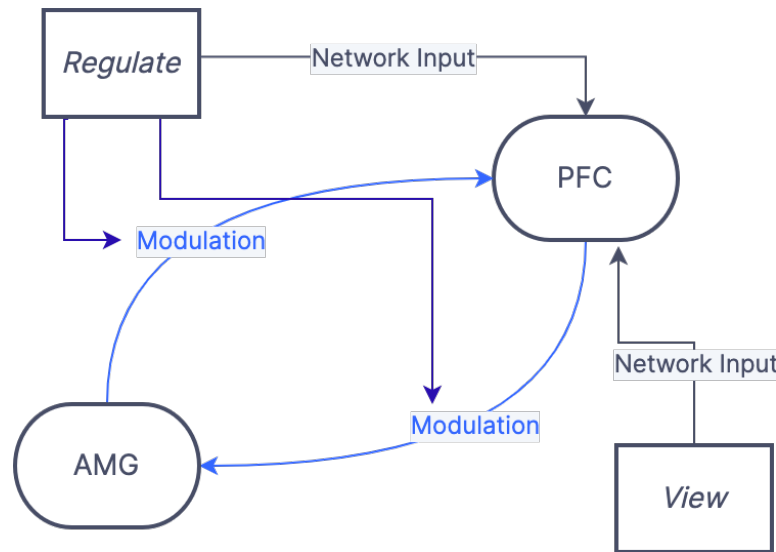 Regulate
Network Input
PFC
Modulation
Network Input
Modulation
AMG
View